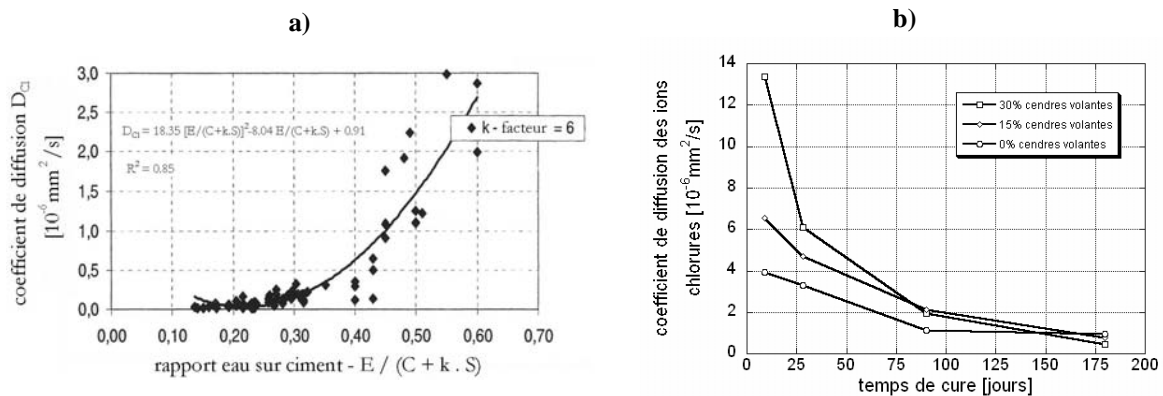 a)
coefficient de diffusion D_Cl
[10^-6 mm^2/s]
3,0
2,5
2,0
1,5
1,0
0,5
0,0
D_Cl = 18.35 [E/(C+k.S)]^2-8.04 E/(C+k.S) + 0.91
R^2 = 0.85
k - facteur = 6
0,00 0,10 0,20 0,30 0,40 0,50 0,60 0,70
rapport eau sur ciment - E / (C + k . S)
b)
coefficient de diffusion des ions
chlorures [10^-6 mm^2/s]
14
12
10
8
6
4
2
0
30% cendres volantes
15% cendres volantes
0% cendres volantes
0 25 50 75 100 125 150 175 200
temps de cure [jours]